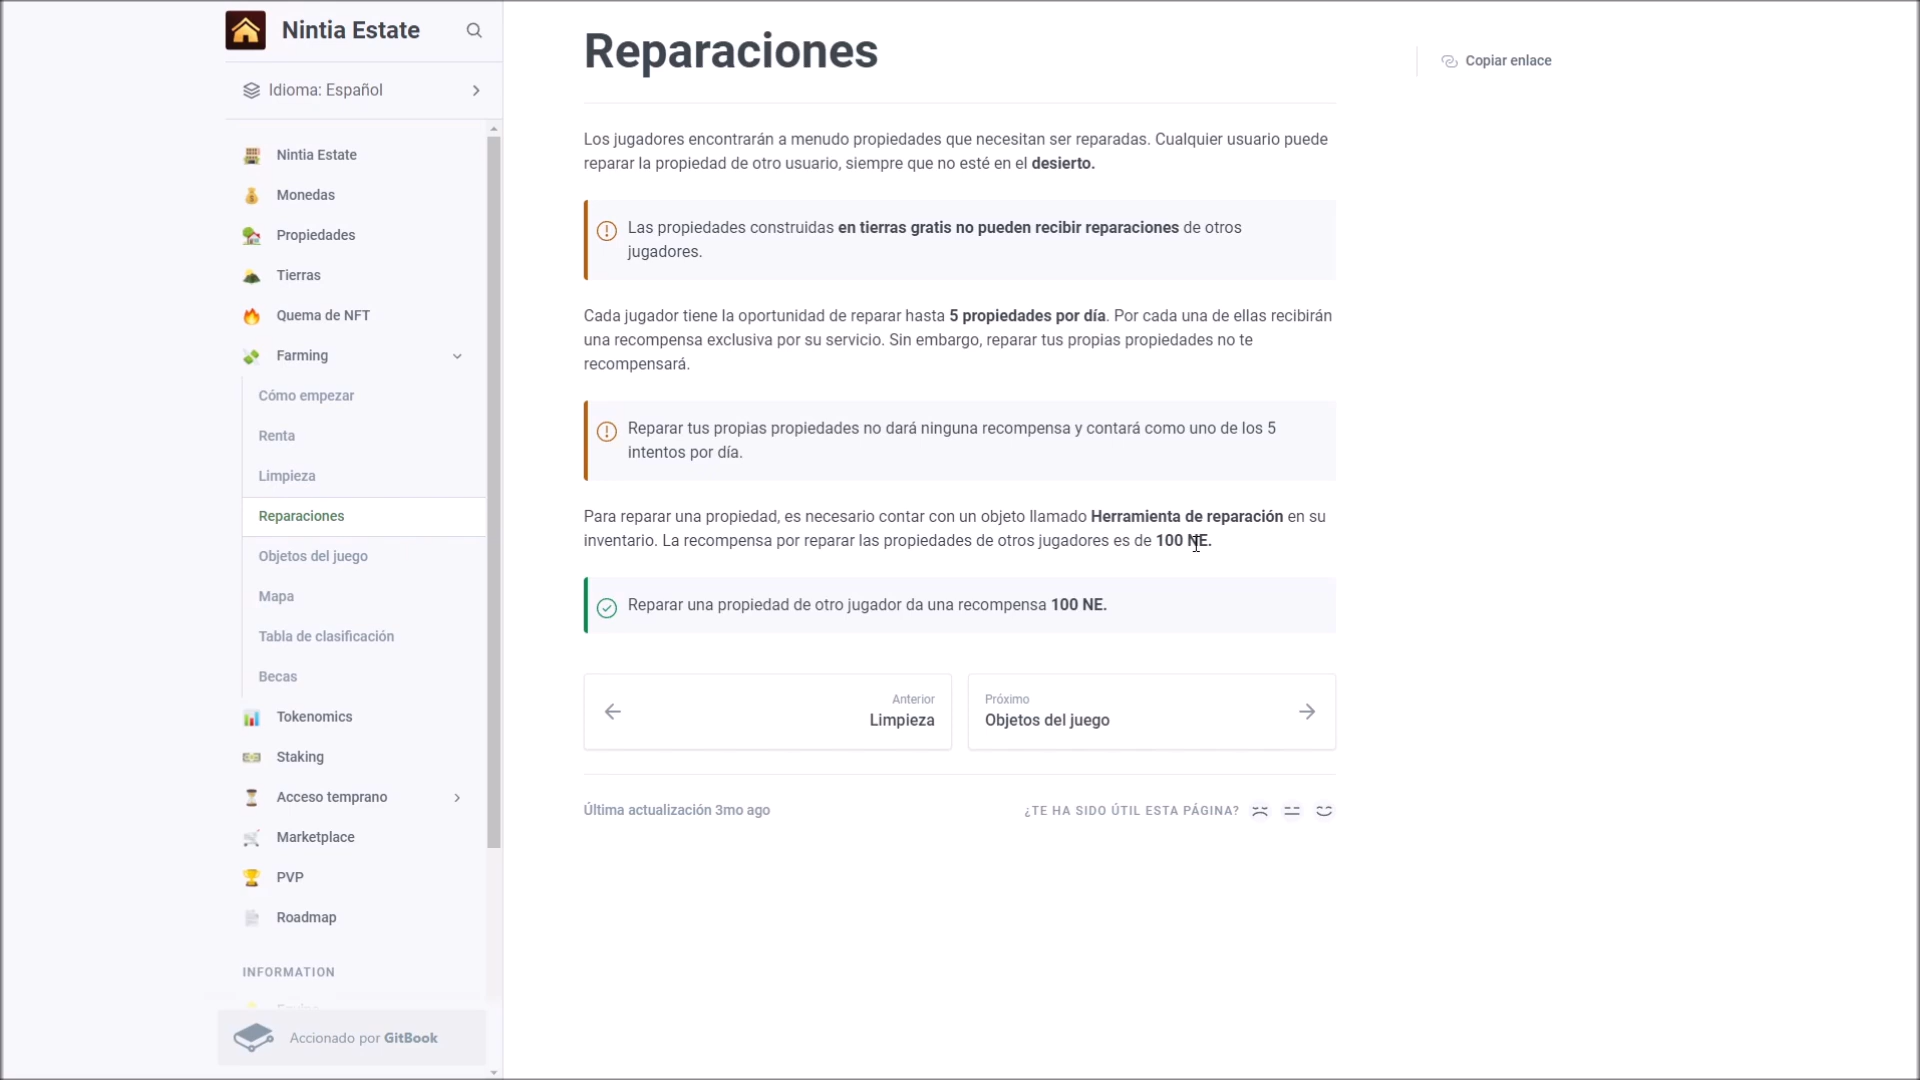 Nintia Estate
Idioma: Español
Nintia Estate
Monedas
Propiedades
Tierras
Quema de NFT
Farming
Cómo empezar
Renta
Limpieza
Reparaciones
Objetos del juego
Mapa
Tabla de clasificación
Becas
Tokenomics
Staking
Acceso temprano
Marketplace
PVP
Roadmap
INFORMATION
Accionado por GitBook
Reparaciones
Copiar enlace
Los jugadores encontrarán a menudo propiedades que necesitan ser reparadas. Cualquier usuario puede
reparar la propiedad de otro usuario, siempre que no esté en el desierto.
Las propiedades construidas en tierras gratis no pueden recibir reparaciones de otros
jugadores.
Cada jugador tiene la oportunidad de reparar hasta 5 propiedades por día. Por cada una de ellas recibirán
una recompensa exclusiva por su servicio. Sin embargo, reparar tus propias propiedades no te
recompensará.
Reparar tus propias propiedades no dará ninguna recompensa y contará como uno de los 5
intentos por día.
Para reparar una propiedad, es necesario contar con un objeto llamado Herramienta de reparación en su
inventario. La recompensa por reparar las propiedades de otros jugadores es de 100 NE.
Reparar una propiedad de otro jugador da una recompensa 100 NE.
Anterior
Limpieza
Próximo
Objetos del juego
Última actualización 3mo ago
¿TE HA SIDO ÚTIL ESTA PÁGINA?